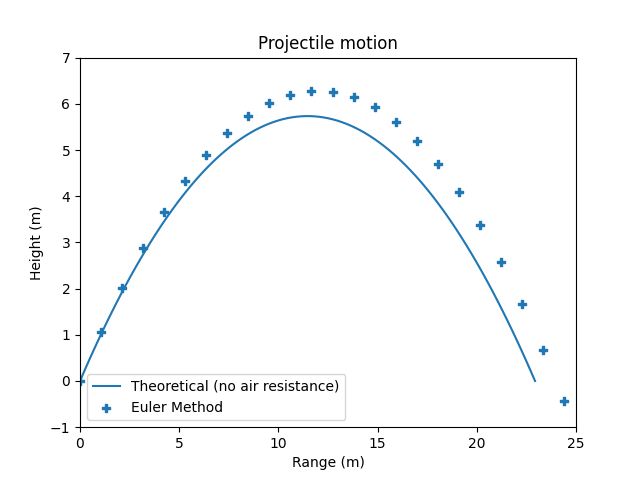 Projectile motion
7
6
5
4
3
2
1
0
−1
Height (m)
Theoretical (no air resistance)
Euler Method
0 5 10 15 20 25
Range (m)